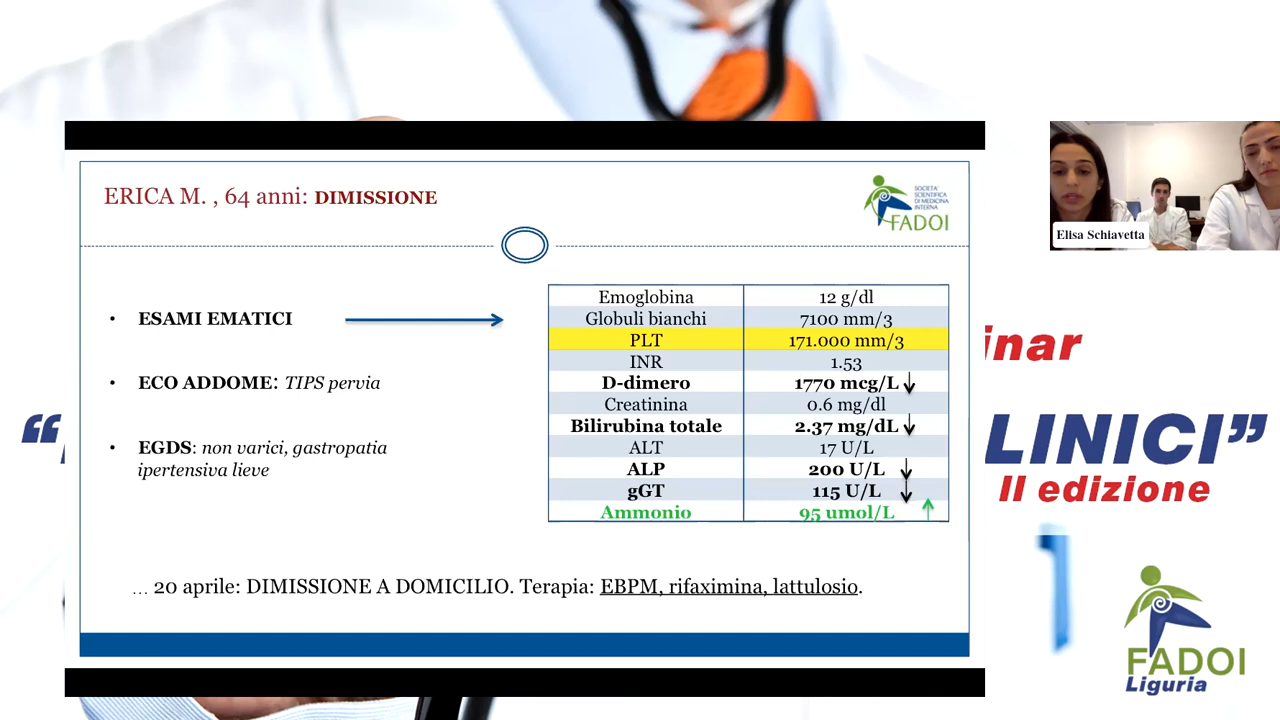 ERICA M. , 64 anni: DIMISSIONE
SOCIETA'
SCIENTIFICA
DI MEDICINA
INTERNA
FADOI
• ESAMI EMATICI
• ECO ADDOME: TIPS pervia
• EGDS: non varici, gastropatia
ipertensiva lieve
Emoglobina 12 g/dl
Globuli bianchi 7100 mm/3
PLT 171.000 mm/3
INR 1.53
D-dimero 1770 mcg/L
Creatinina 0.6 mg/dl
Bilirubina totale 2.37 mg/dL
ALT 17 U/L
ALP 200 U/L
gGT 115 U/L
Ammonio 95 umol/L
... 20 aprile: DIMISSIONE A DOMICILIO. Terapia: EBPM, rifaximina, lattulosio.
Elisa Schiavetta
inar
“
LINICI”
II edizione
FADOI
Liguria